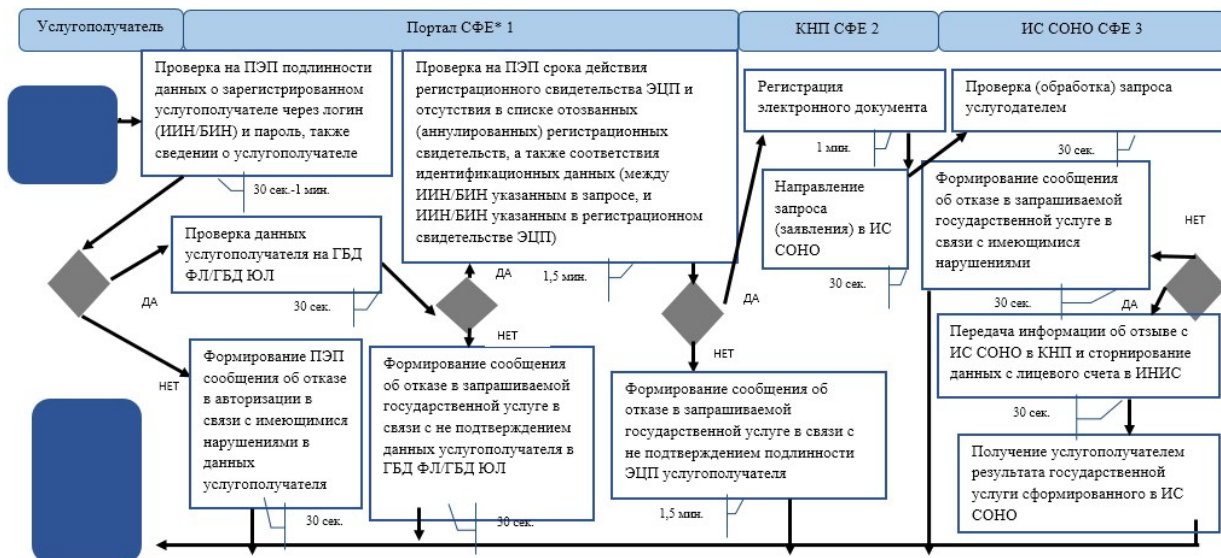 Услугополучатель
Портал СФЕ* 1
КНП СФЕ 2
ИС СОНО СФЕ 3
Проверка на ПЭП подлинности
данных о зарегистрированном
услугополучателе через логин
(ИИН/БИН) и пароль, также
сведении о услугополучателе
30 сек.-1 мин.
Проверка на ПЭП срока действия
регистрационного свидетельства ЭЦП и
отсутствия в списке отозванных
(аннулированных) регистрационных
свидетельств, а также соответствия
идентификационных данных (между
ИИН/БИН указанным в запросе, и
ИИН/БИН указанным в регистрационном
свидетельстве ЭЦП)
1,5 мин.
Регистрация
электронного документа
1 мин.
Проверка (обработка) запроса
услугодателем
30 сек.
Направление
запроса
(заявления) в ИС
СОНО
30 сек.
Формирование сообщения
об отказе в запрашиваемой
государственной услуге в
связи с имеющимися
нарушениями
30 сек.
НЕТ
ДА
Проверка данных
услугополучателя на ГБД
ФЛ/ГБД ЮЛ
30 сек.
ДА
НЕТ
ДА
НЕТ
ДА
НЕТ
Передача информации об отзыве с
ИС СОНО в КНП и сторнирование
данных с лицевого счета в ИНИС
30 сек.
Формирование ПЭП
сообщения об отказе
в авторизации в
связи с имеющимися
нарушениями в
данных
услугополучателя
30 сек.
Формирование сообщения
об отказе в запрашиваемой
государственной услуге в
связи с не подтверждением
данных услугополучателя в
ГБД ФЛ/ГБД ЮЛ
30 сек.
Формирование сообщения об
отказе в запрашиваемой
государственной услуге в связи с
не подтверждением подлинности
ЭЦП услугополучателя
1,5 мин.
Получение услугополучателем
результата государственной
услуги сформированного в ИС
СОНО